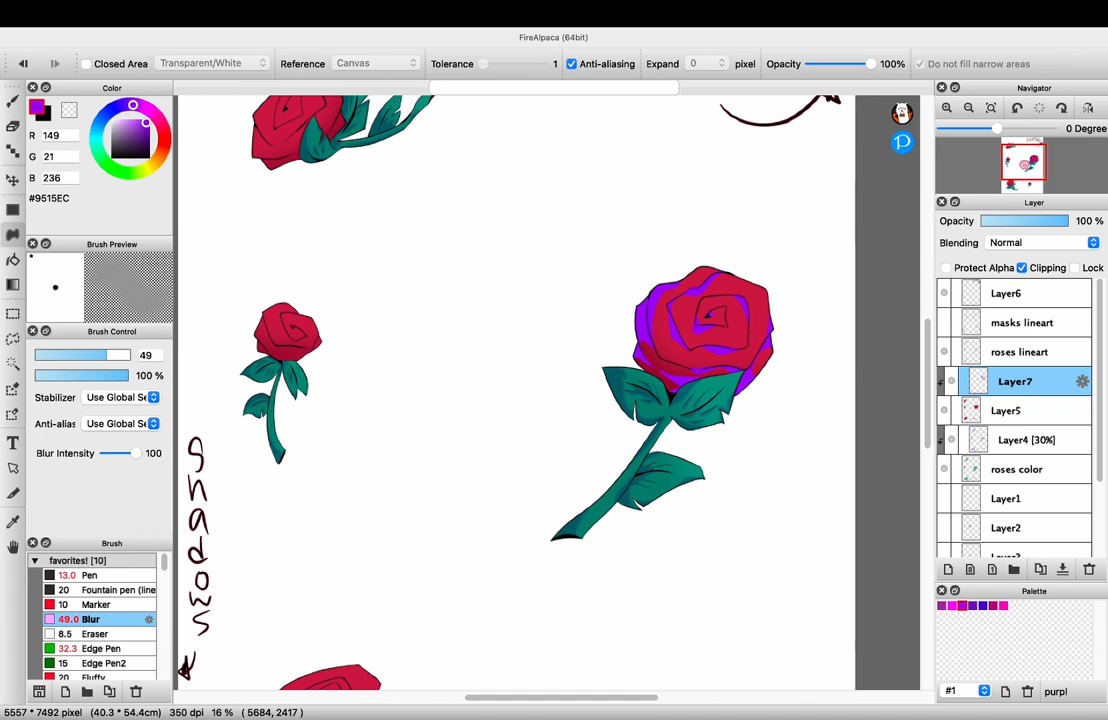 FireAlpaca (64bit)
Closed Area Transparent/White Reference Canvas Tolerance 1 Anti-aliasing Expand 0 pixel Opacity 100% Do not fill narrow areas
Color
R 149
G 21
B 236
#9515EC
Brush Preview
Brush Control
49
100 %
Stabilizer Use Global Se
Anti-alias Use Global Se
Blur Intensity 100
Brush
favorites! [10]
13.0 Pen
20 Fountain pen (line
10 Marker
49.0 Blur
8.5 Eraser
32.3 Edge Pen
15 Edge Pen2
20 Fluffy
Navigator
0 Degree
Layer
Opacity 100 %
Blending Normal
Protect Alpha Clipping Lock
Layer6
masks lineart
roses lineart
Layer7
Layer5
Layer4 [30%]
roses color
Layer1
Layer2
Palette
#1 purpl
5557 * 7492 pixel (40.3 * 54.4cm) 350 dpi 16 % ( 5684, 2417 )